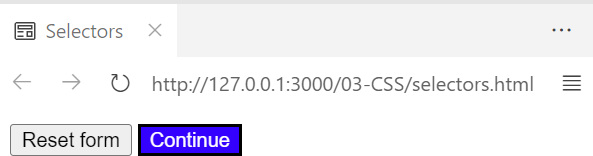 Selectors
http://127.0.0.1:3000/03-CSS/selectors.html
Reset form Continue